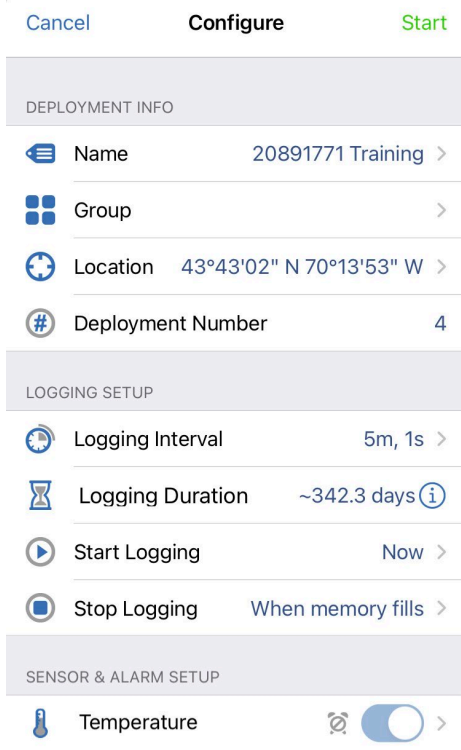 Cancel Configure Start
DEPLOYMENT INFO
Name 20891771 Training
Group
# Location 43°43'02" N 70°13'53" W
Deployment Number 4
LOGGING SETUP
Logging Interval 5m, 1s
Logging Duration ~342.3 days i
Start Logging Now
Stop Logging When memory fills
SENSOR & ALARM SETUP
Temperature